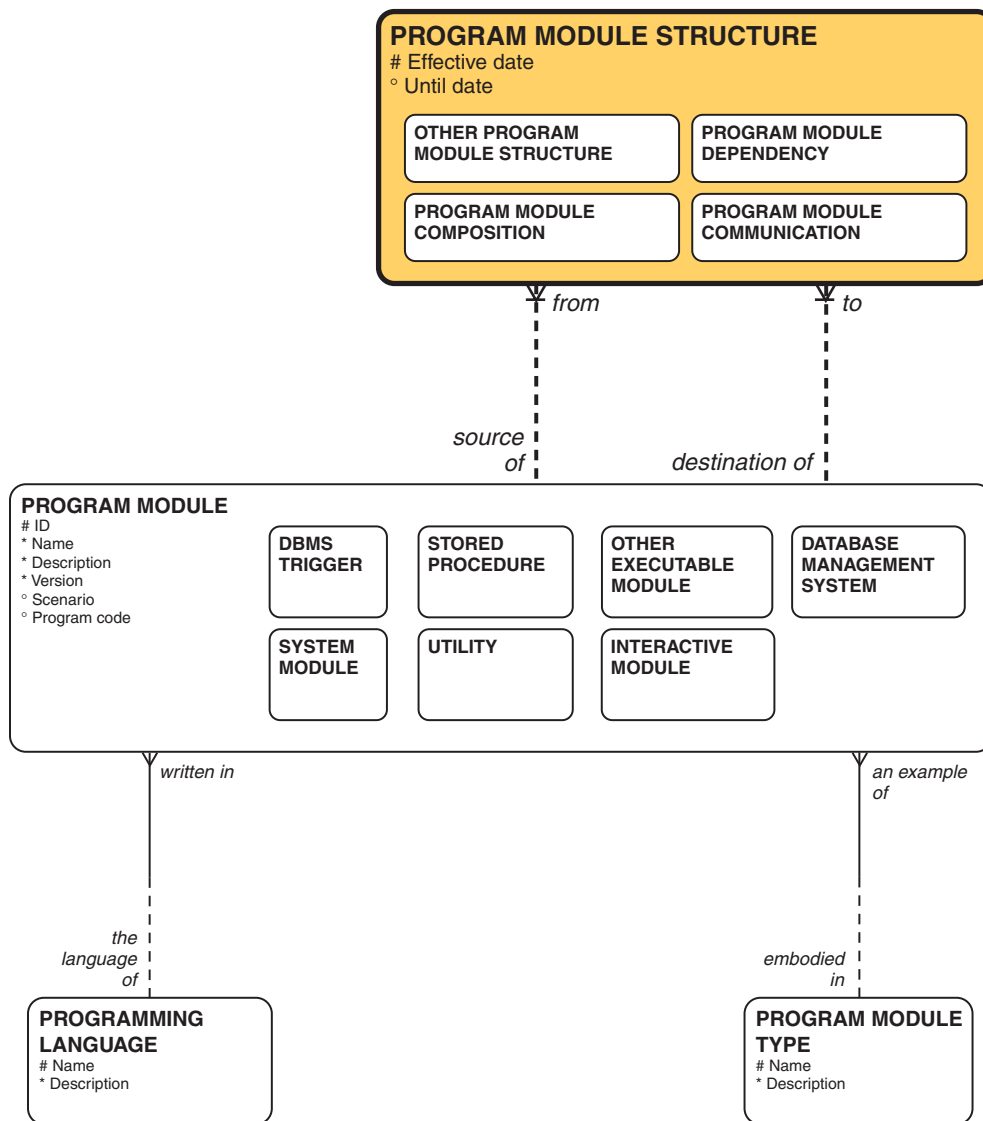 PROGRAM MODULE STRUCTURE
# Effective date
° Until date
OTHER PROGRAM
MODULE STRUCTURE
PROGRAM MODULE
DEPENDENCY
PROGRAM MODULE
COMPOSITION
PROGRAM MODULE
COMMUNICATION
from
to
source
of
destination of
PROGRAM MODULE
# ID
* Name
* Description
* Version
° Scenario
° Program code
DBMS
TRIGGER
STORED
PROCEDURE
OTHER
EXECUTABLE
MODULE
DATABASE
MANAGEMENT
SYSTEM
SYSTEM
MODULE
UTILITY
INTERACTIVE
MODULE
written in
an example
of
the
language
of
embodied
in
PROGRAMMING
LANGUAGE
# Name
* Description
PROGRAM MODULE
TYPE
# Name
* Description